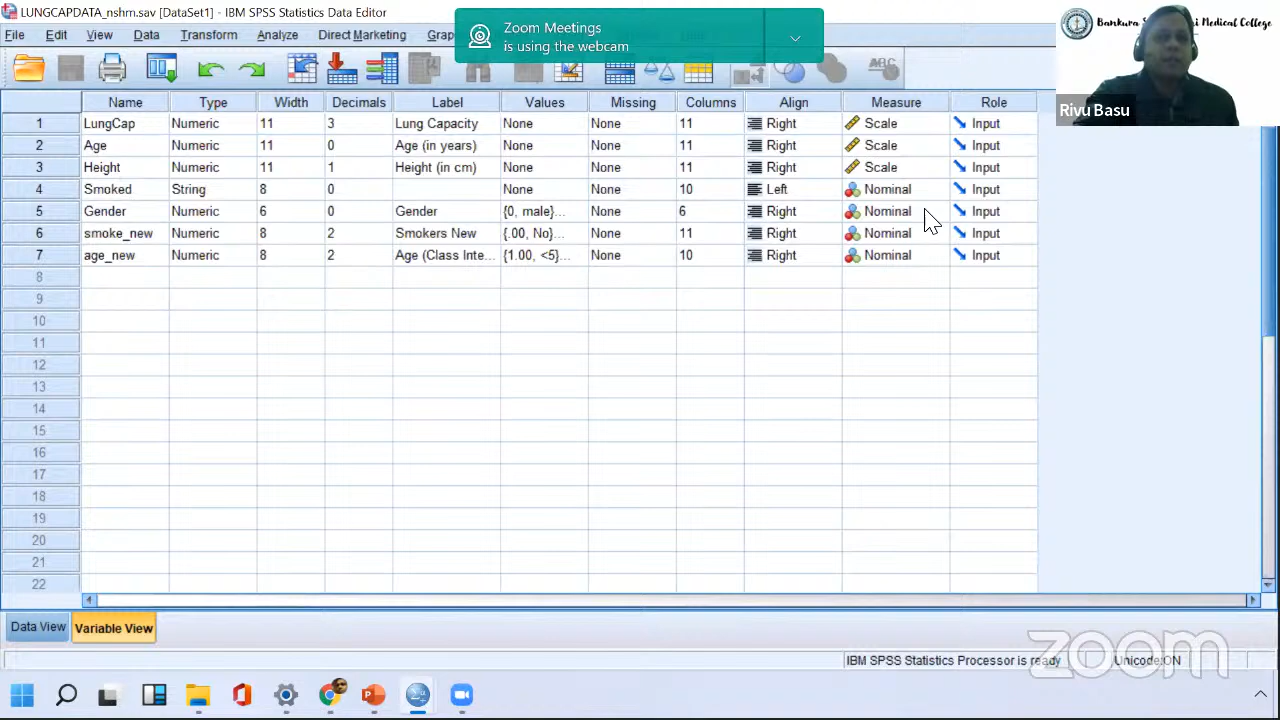 LUNGCAPDATA_nshm.sav [DataSet1] - IBM SPSS Statistics Data Editor
Zoom Meetings
is using the webcam
Bankura
Medical College
Rivu Basu
File Edit View Data Transform Analyze Direct Marketing
Name Type Width Decimals Label Values Missing Columns Align Measure Role
1 LungCap Numeric 11 3 Lung Capacity None None 11 Right Scale Input
2 Age Numeric 11 0 Age (in years) None None 11 Right Scale Input
3 Height Numeric 11 1 Height (in cm) None None 11 Right Scale Input
4 Smoked String 8 0 None None 10 Left Nominal Input
5 Gender Numeric 6 0 Gender {0, male}... None 6 Right Nominal Input
6 smoke_new Numeric 8 2 Smokers New {.00, No}... None 11 Right Nominal Input
7 age_new Numeric 8 2 Age (Class Inte... {1.00, <5}... None 10 Right Nominal Input
8
9
10
11
12
13
14
15
16
17
18
19
20
21
22
Data View Variable View
zoom
IBM SPSS Statistics Processor is ready Unicode:ON